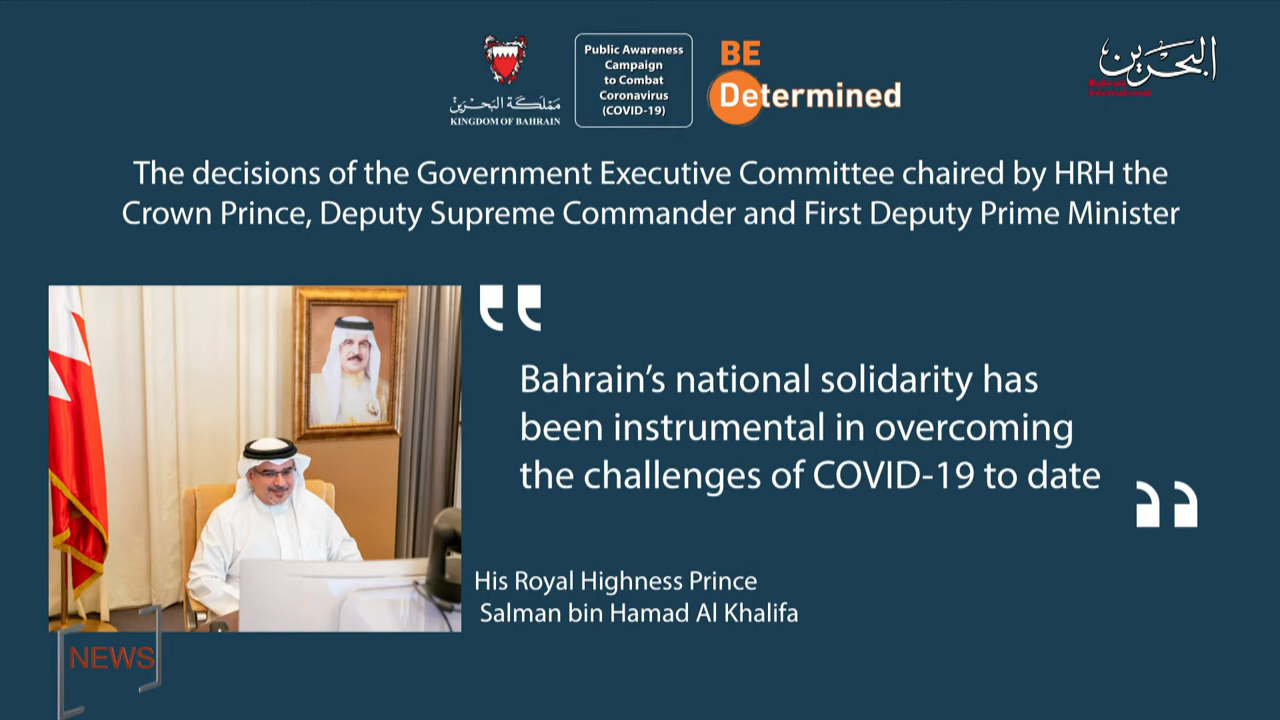 مملكة البحرين
KINGDOM OF BAHRAIN
Public Awareness
Campaign
to Combat
Coronavirus
(COVID-19)
BE
Determined
البحرين
Bahrain
International
The decisions of the Government Executive Committee chaired by HRH the
Crown Prince, Deputy Supreme Commander and First Deputy Prime Minister
Bahrain’s national solidarity has
been instrumental in overcoming
the challenges of COVID-19 to date
His Royal Highness Prince
Salman bin Hamad Al Khalifa
NEWS